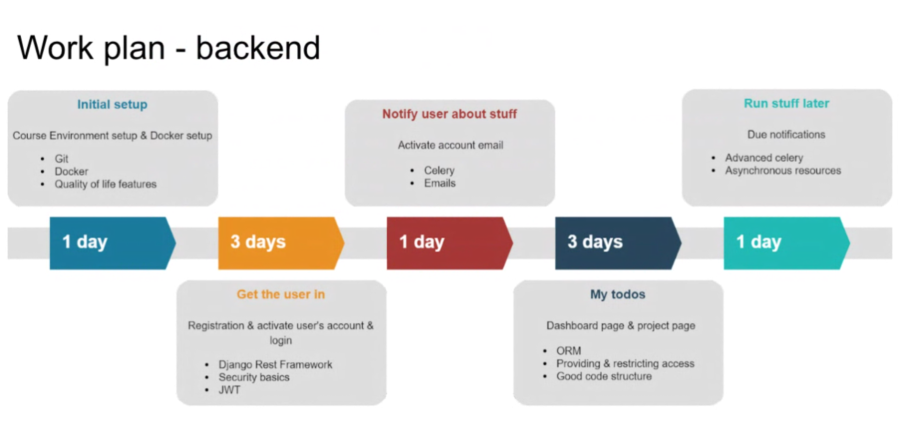 Work plan - backend
Initial setup
Course Environment setup & Docker setup
• Git
• Docker
• Quality of life features
Notify user about stuff
Activate account email
• Celery
• Emails
Run stuff later
Due notifications
• Advanced celery
• Asynchronous resources
1 day
3 days
1 day
3 days
1 day
Get the user in
Registration & activate user's account &
login
• Django Rest Framework
• Security basics
• JWT
My todos
Dashboard page & project page
• ORM
• Providing & restricting access
• Good code structure